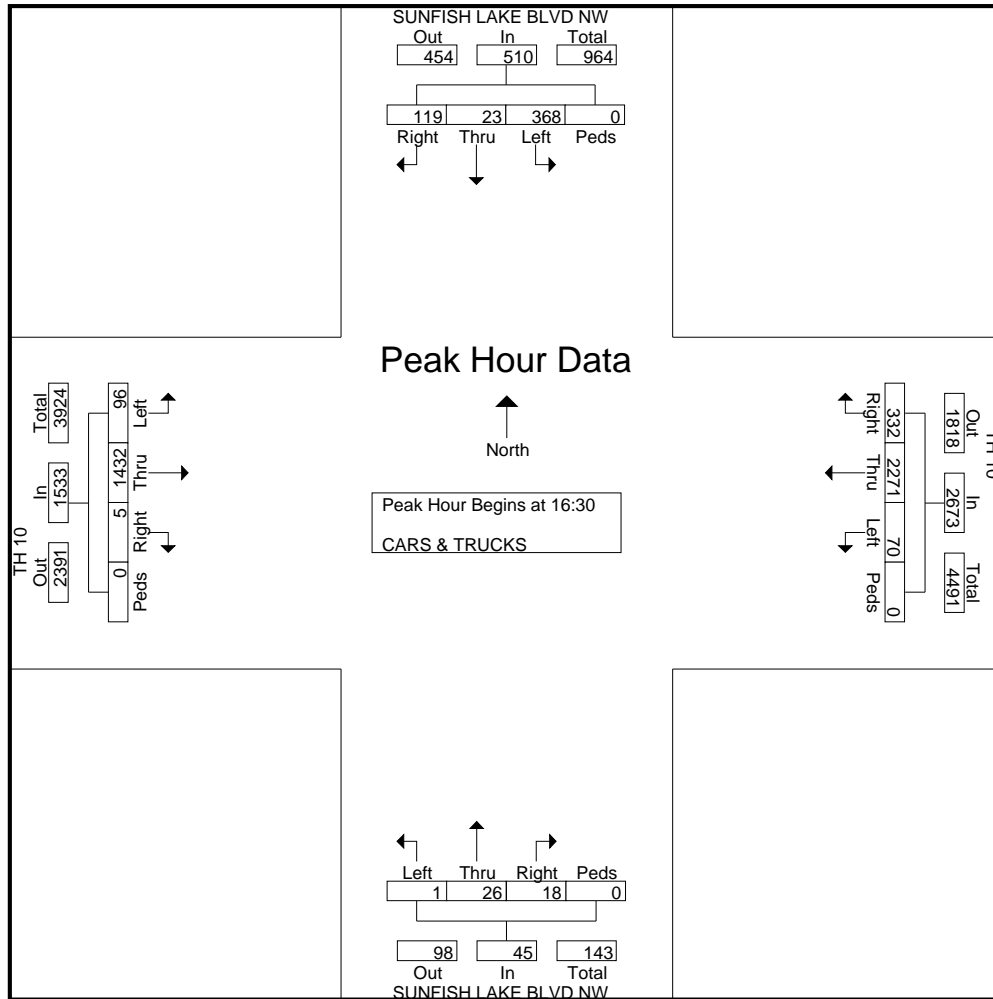 SUNFISH LAKE BLVD NW
Out In Total
454 510 964
119 23 368 0
Right Thru Left Peds
Peak Hour Data
North
Peak Hour Begins at 16:30
CARS & TRUCKS
TH 10
Out In Total
2391 1533 3924
96 1432 5 0
Left Thru Right Peds
TH 10
Out In Total
1818 2673 4491
332 2271 70 0
Right Thru Left Peds
Left Thru Right Peds
1 26 18 0
98 45 143
Out In Total
SUNFISH LAKE BLVD NW